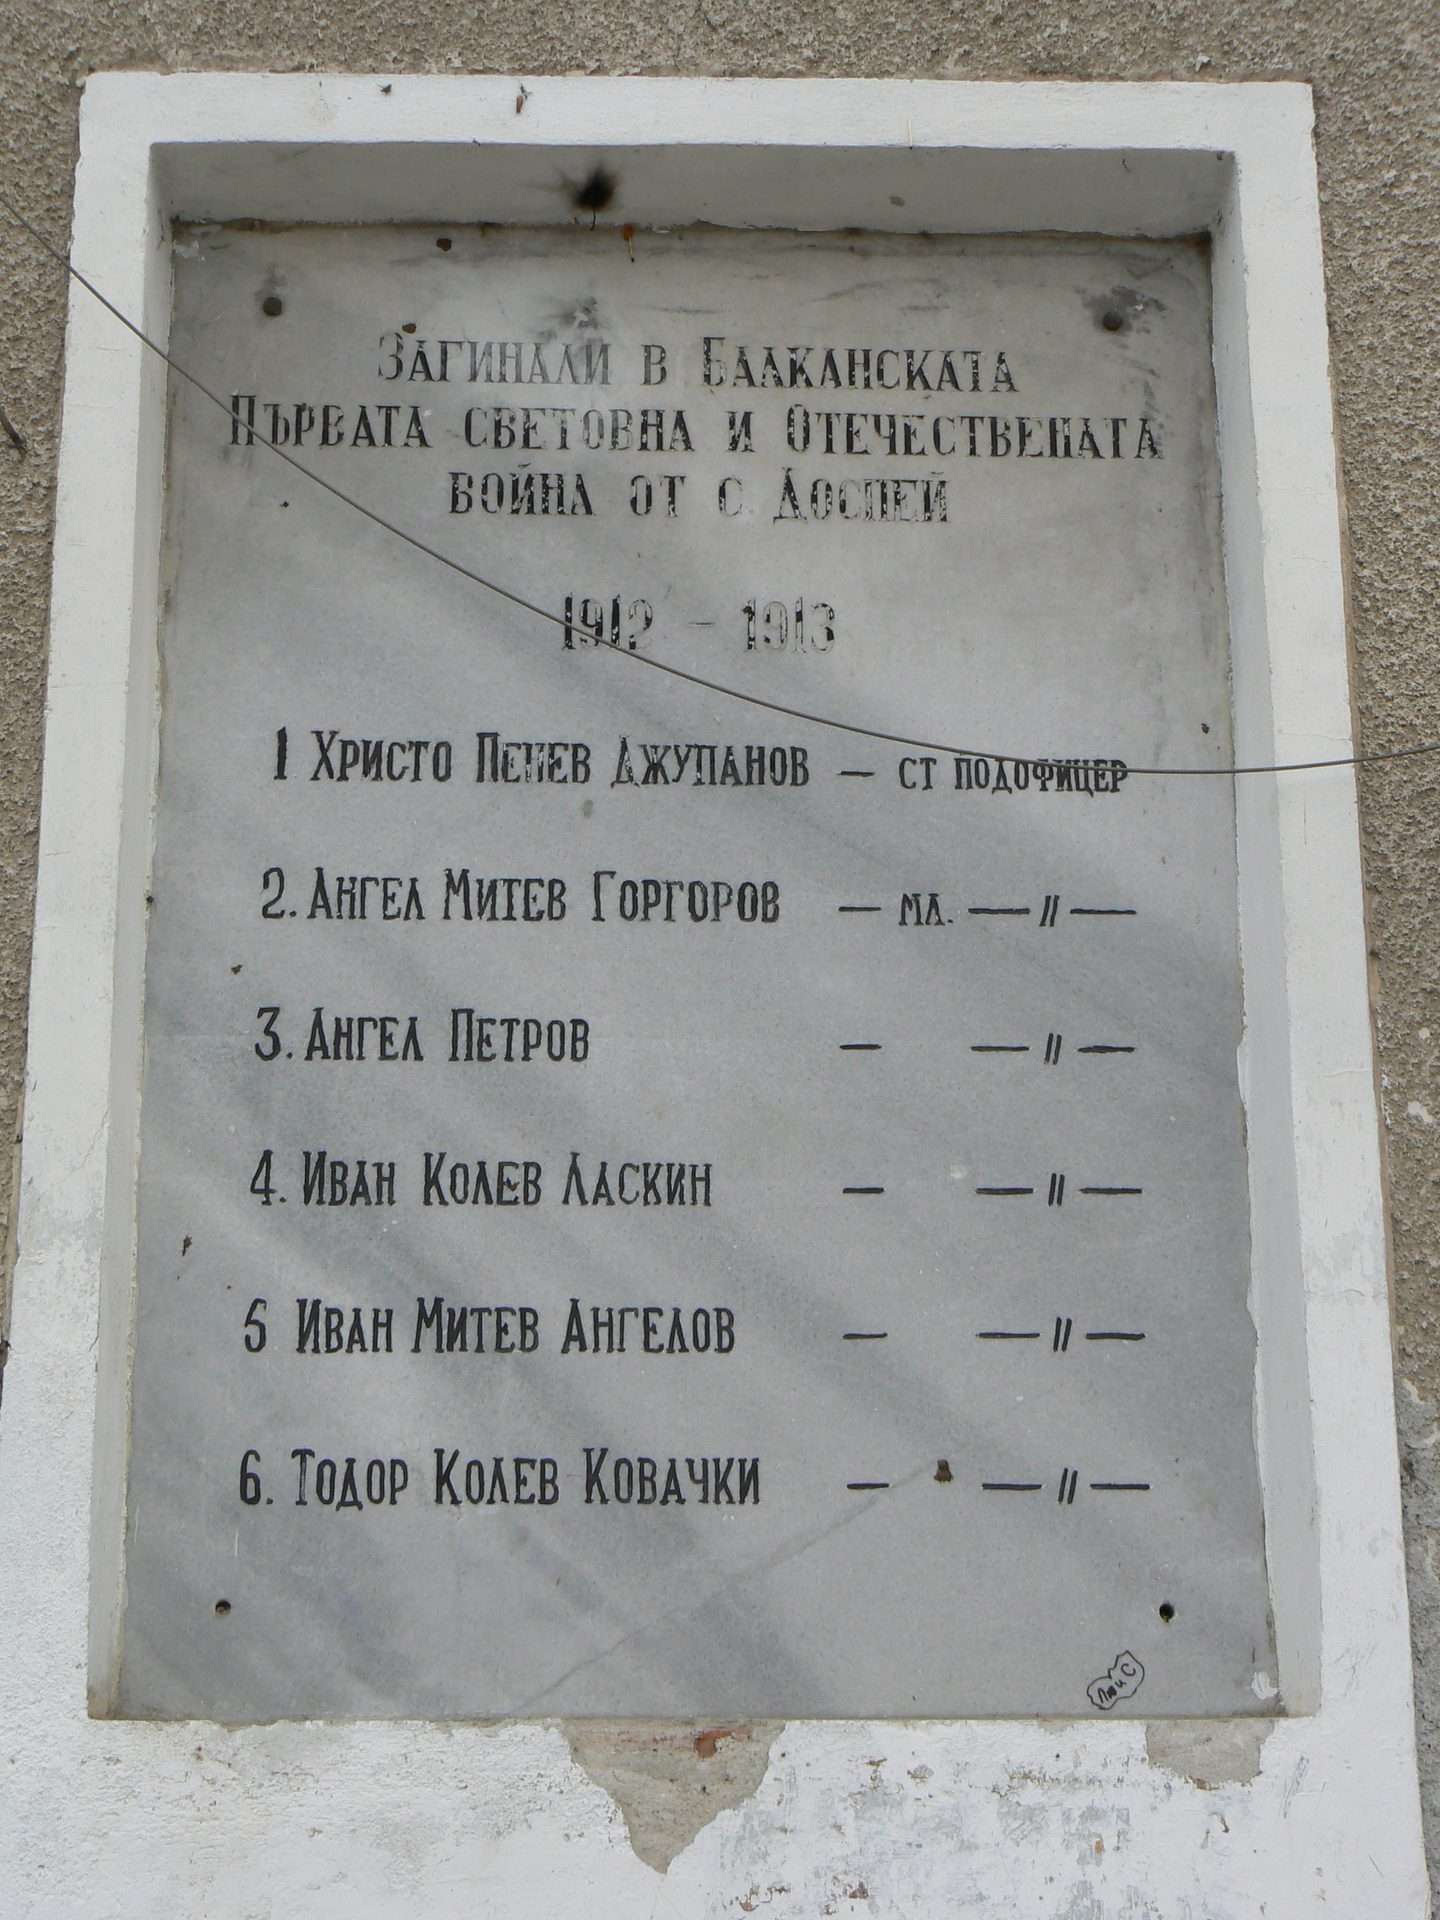 Загинали в Балканската
Първата световна и Отечествената
война от с. Доспей
1912 – 1913
1 Христо Пенев Джупанов – ст подофицер
2. Ангел Митев Горгоров – мл. — // —
3. Ангел Петров – — // —
4. Иван Колев Ласкин – — // —
5 Иван Митев Ангелов – — // —
6. Тодор Колев Ковачки – — // —